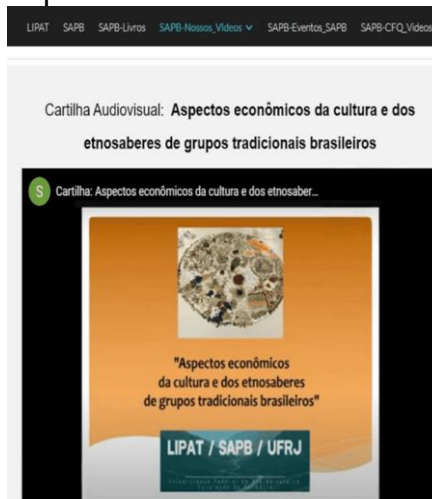 LIPAT SAPB SAPB-Livros SAPB-Nossos_Videos SAPB-Eventos_SAPB SAPB-CFQ_Videos
Cartilha Audiovisual: Aspectos econômicos da cultura e dos
etnosaberes de grupos tradicionais brasileiros
S Cartilha: Aspectos econômicos da cultura e dos etnosaber...
"Aspectos econômicos
da cultura e dos etnosaberes
de grupos tradicionais brasileiros"
LIPAT / SAPB / UFRJ